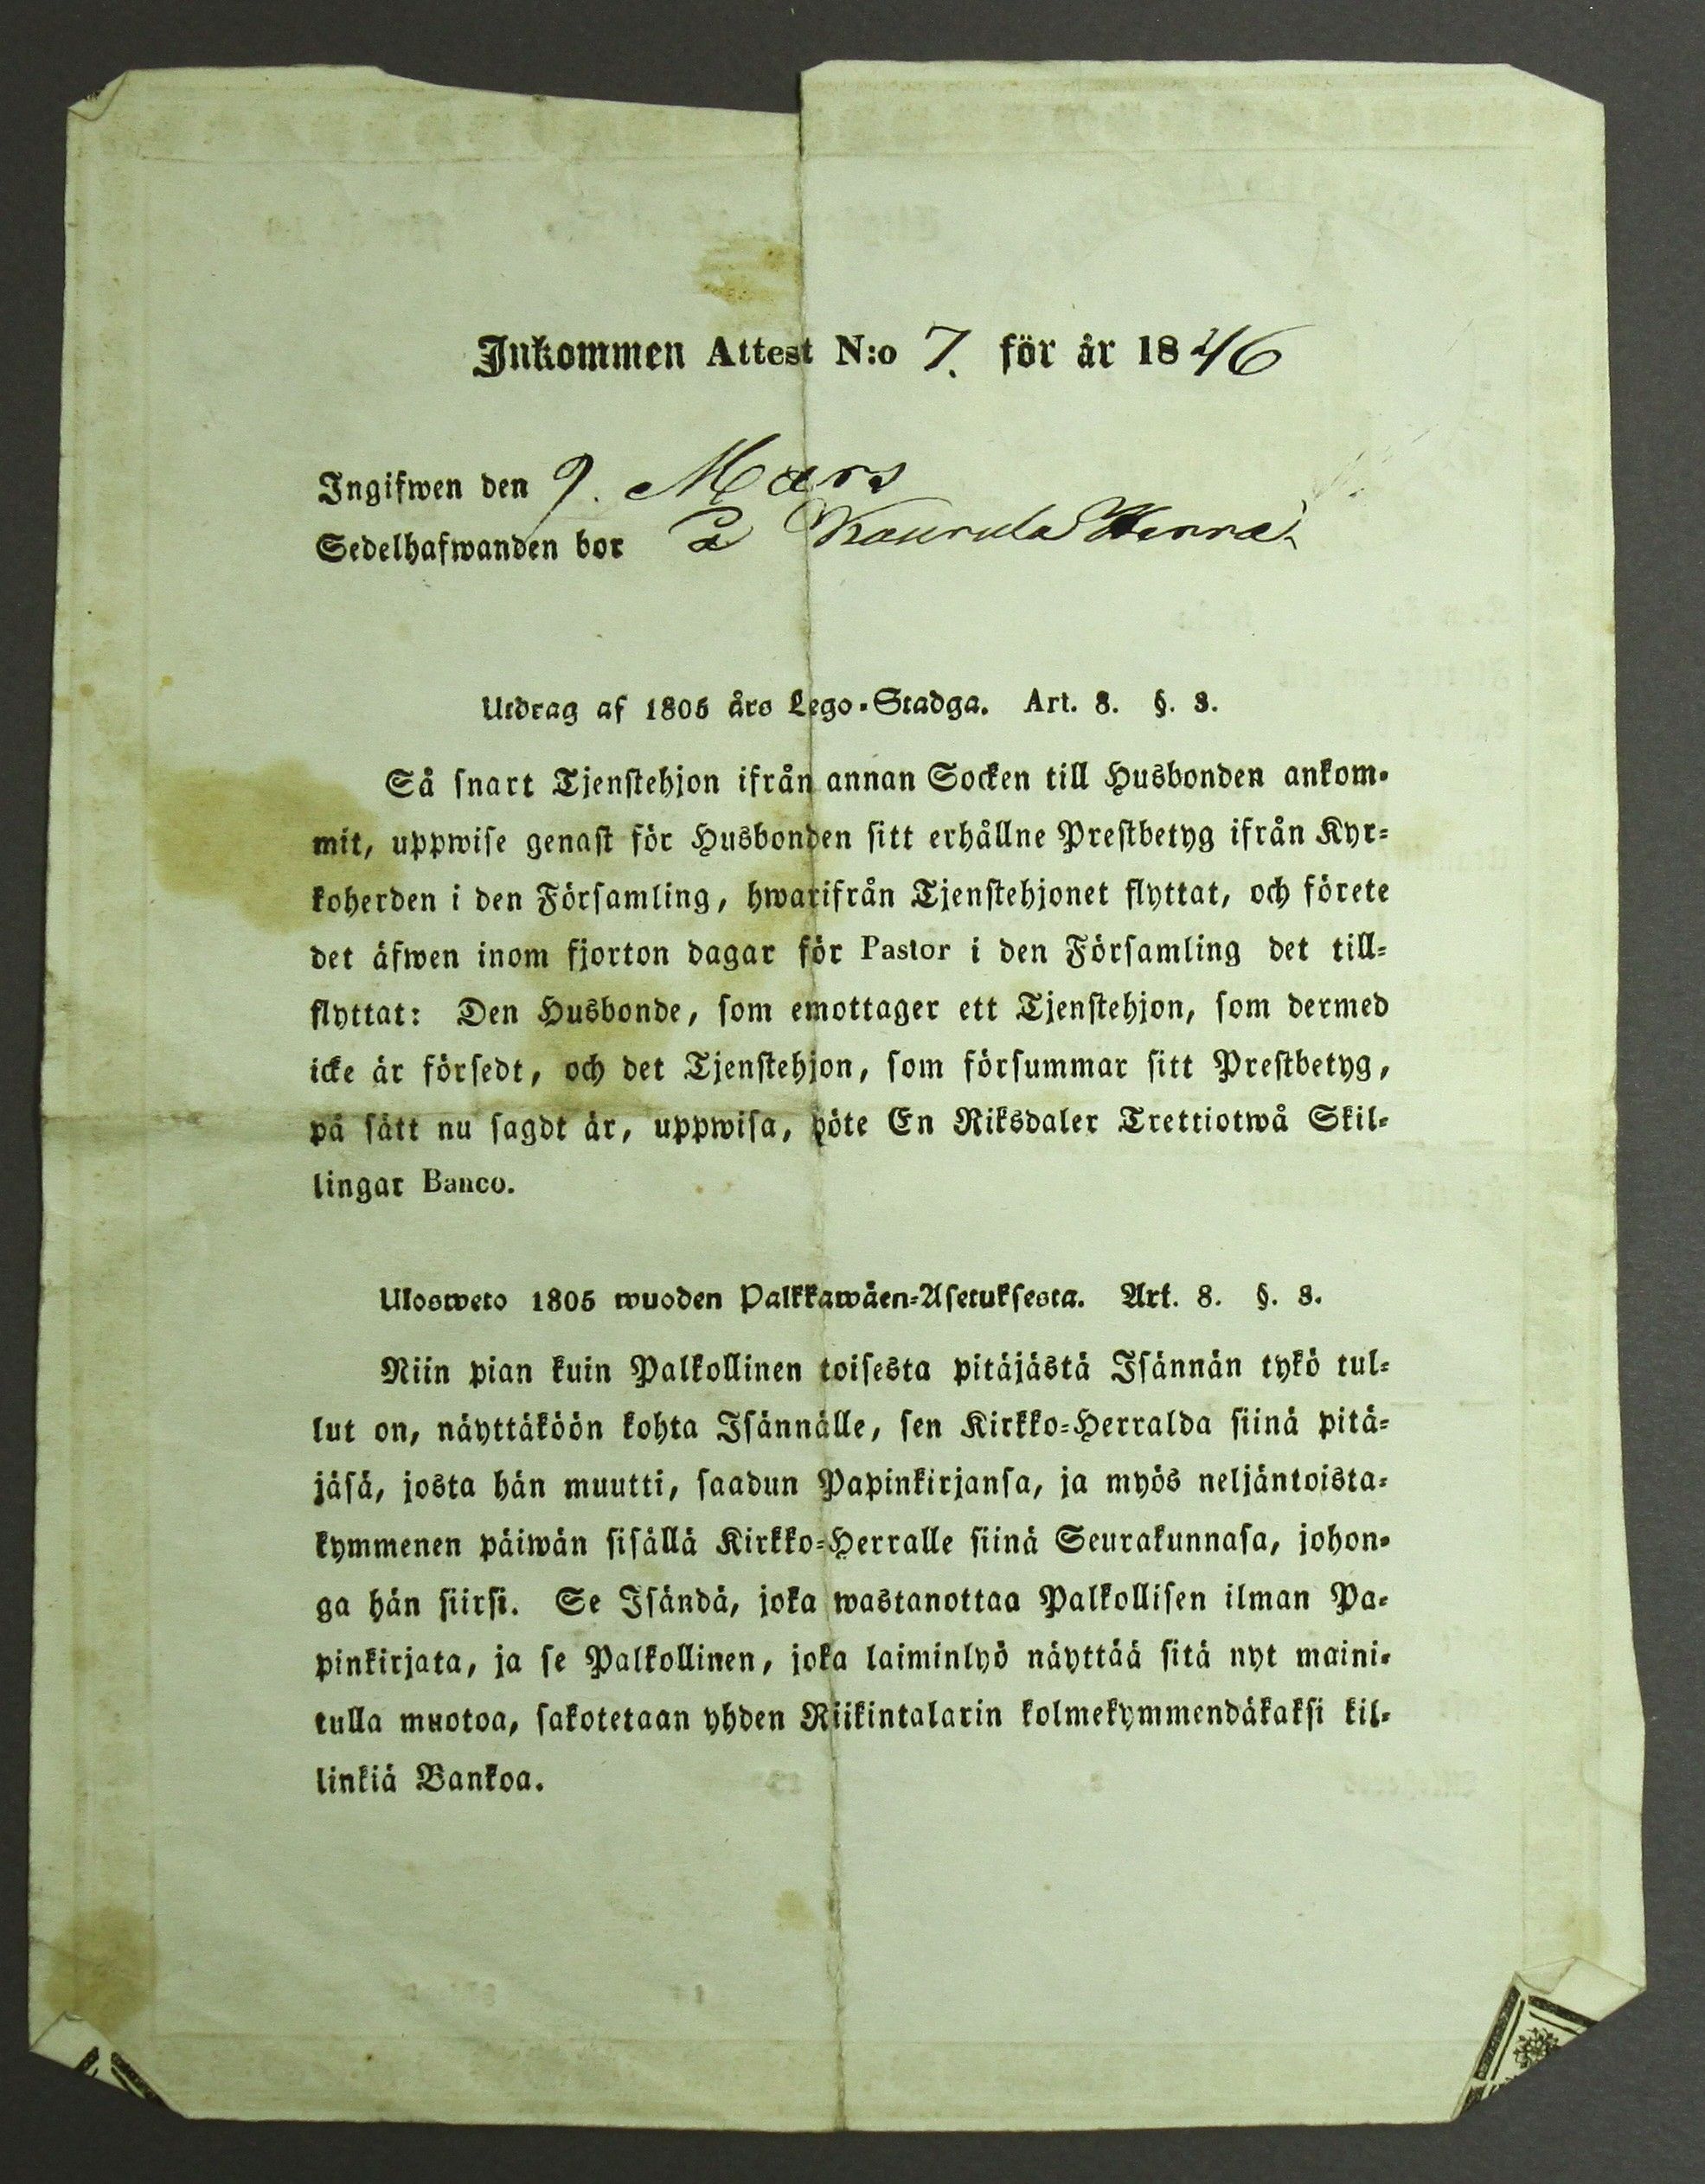 Inkommen Attest N:o 7. för år 1846
Ingifwen den 9. Mars
Sedelhafwanden bor På Kaurula
Utdrag af 1805 års Lego-Stadga. Art. 8. §. 3.
Så snart Tjenstehjon ifrån annan Socken till Husbonden ankom-
mit, uppwise genast för Husbonden sitt erhållne Prestbetyg ifrån Kyr-
koherden i den Församling, hwarifrån Tjenstehjonet flyttat, och förete
det äfwen inom fjorton dagar för Pastor i den Församling det till-
flyttat: Den Husbonde, som emottager ett Tjenstehjon, som dermed
icke är försedt, och det Tjenstehjon, som försummar sitt Prestbetyg,
på sätt nu sagdt är, uppwisa, böte En Riksdaler Trettiotwå Skil-
lingar Banco.
Ulosweto 1805 wuoden Palkkawäen-Asetuksesta. Art. 8. §. 3.
Niin pian kuin Palkollinen toisesta pitäjästä Isännän tykö tul-
lut on, näyttäköön kohta Isännälle, sen Kirkko-Herralda siinä pitä-
jäsä, josta hän muutti, saadun Papinkirjansa, ja myös neljäntoista-
kymmenen päiwän sisällä Kirkko-Herralle siinä Seurakunnasa, johon-
ga hän siirsi. Se Isändä, joka wastanottaa Palkollisen ilman Pa-
pinkirjata, ja se Palkollinen, joka laiminlyö näyttää sitä nyt maini-
tulla muotoa, sakotetaan yhden Riikintalarin kolmekymmendäkaksi kil-
linkiä Bankoa.